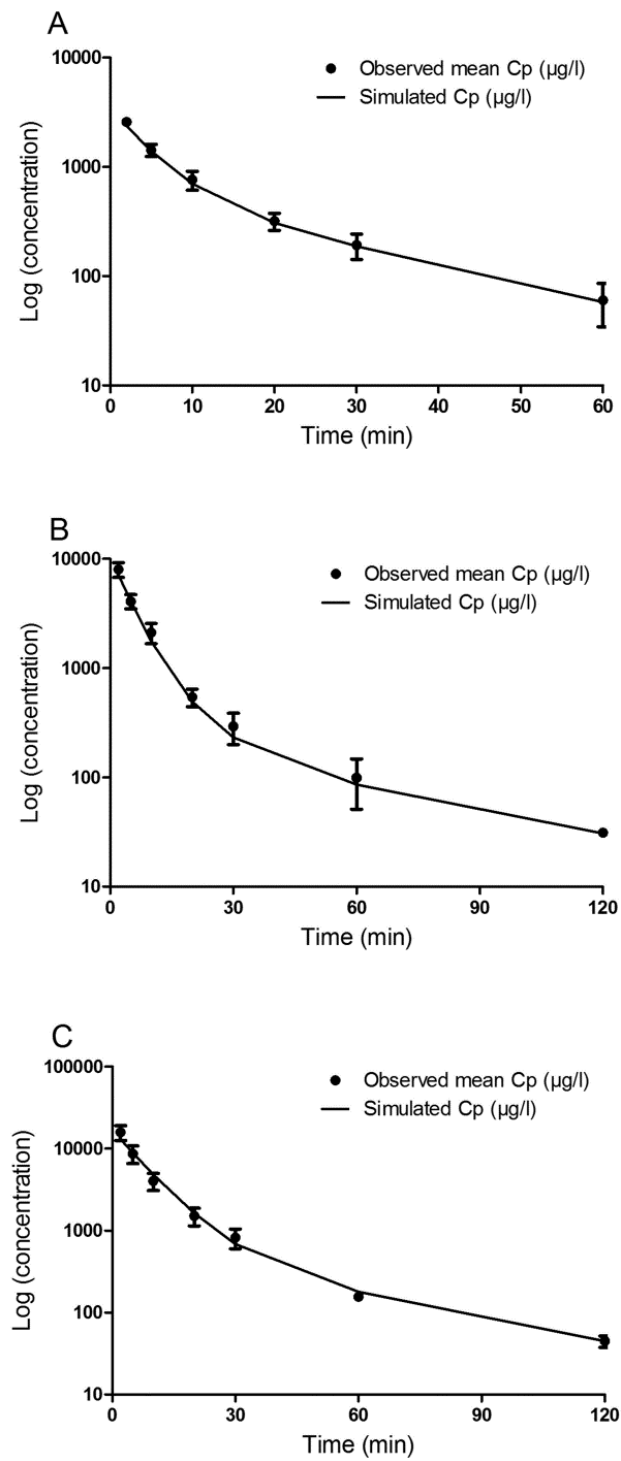 A
10000
1000
100
10
Log (concentration)
Observed mean Cp (µg/l)
Simulated Cp (µg/l)
0 10 20 30 40 50 60
Time (min)
B
10000
1000
100
10
Log (concentration)
Observed mean Cp (µg/l)
Simulated Cp (µg/l)
0 30 60 90 120
Time (min)
C
100000
10000
1000
100
10
Log (concentration)
Observed mean Cp (µg/l)
Simulated Cp (µg/l)
0 30 60 90 120
Time (min)